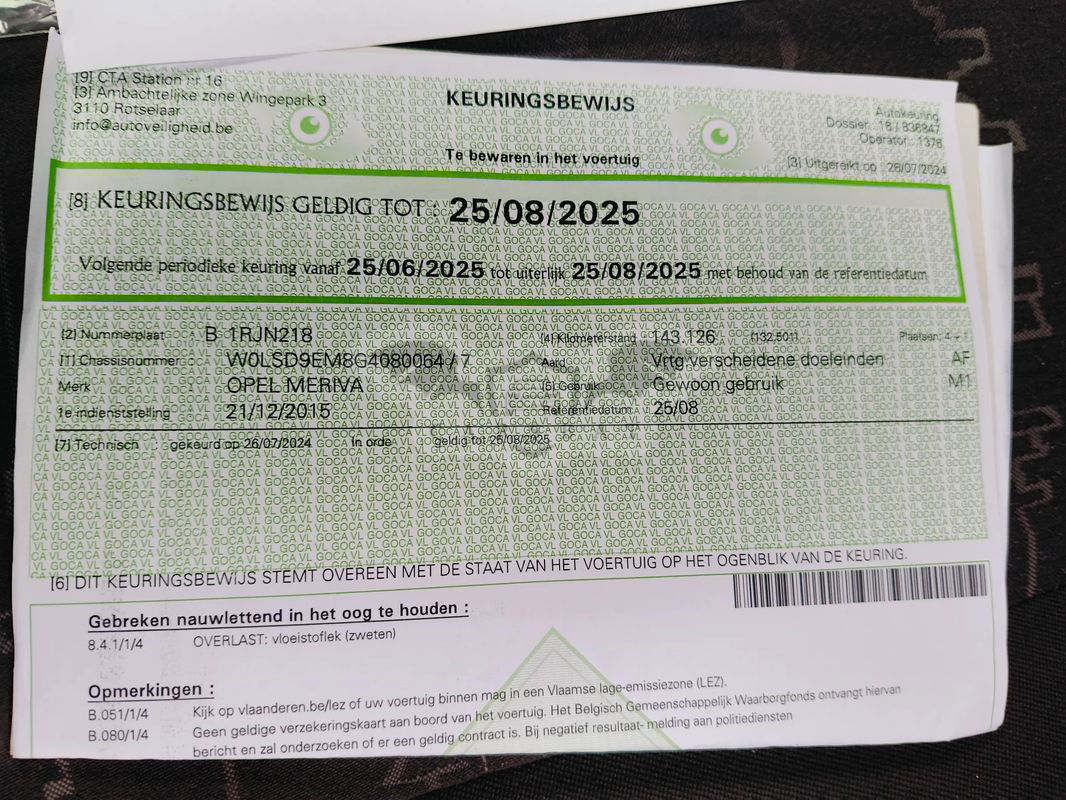 [9] CTA Station nr 16
[3] Ambachtelijke zone Wingepark 3
3110 Rotselaar
info@autoveiligheid.be
KEURINGSBEWIJS
Te bewaren in het voertuig
Autokeuring
Dossier.: 18 / 836847
Operator.: 1378
[3] Uitgereikt op : 26/07/2024
[8] KEURINGSBEWIJS GELDIG TOT : 25/08/2025
Volgende periodieke keuring vanaf 25/06/2025 tot uiterlijk 25/08/2025 met behoud van de referentiedatum
[2] Nummerplaat : B 1RJN218 [4] Kilometerstand : 143.126 (132.501) Plaatsen: 4 + 1
[1] Chassisnummer : W0LSD9EM8G4080064 / 7 Aard : Vrtg verscheidene doeleinden AF
Merk : OPEL MERIVA [5] Gebruik : Gewoon gebruik M1
1e indienststelling : 21/12/2015 Referentiedatum : 25/08
[7] Technisch : gekeurd op 26/07/2024 In orde geldig tot 25/08/2025
[6] DIT KEURINGSBEWIJS STEMT OVEREEN MET DE STAAT VAN HET VOERTUIG OP HET OGENBLIK VAN DE KEURING.
Gebreken nauwlettend in het oog te houden :
8.4.1/1/4 OVERLAST: vloeistoflek (zweten)
Opmerkingen :
B.051/1/4 Kijk op vlaanderen.be/lez of uw voertuig binnen mag in een Vlaamse lage-emissiezone (LEZ).
B.080/1/4 Geen geldige verzekeringskaart aan boord van het voertuig. Het Belgisch Gemeenschappelijk Waarborgfonds ontvangt hiervan
bericht en zal onderzoeken of er een geldig contract is. Bij negatief resultaat- melding aan politiediensten